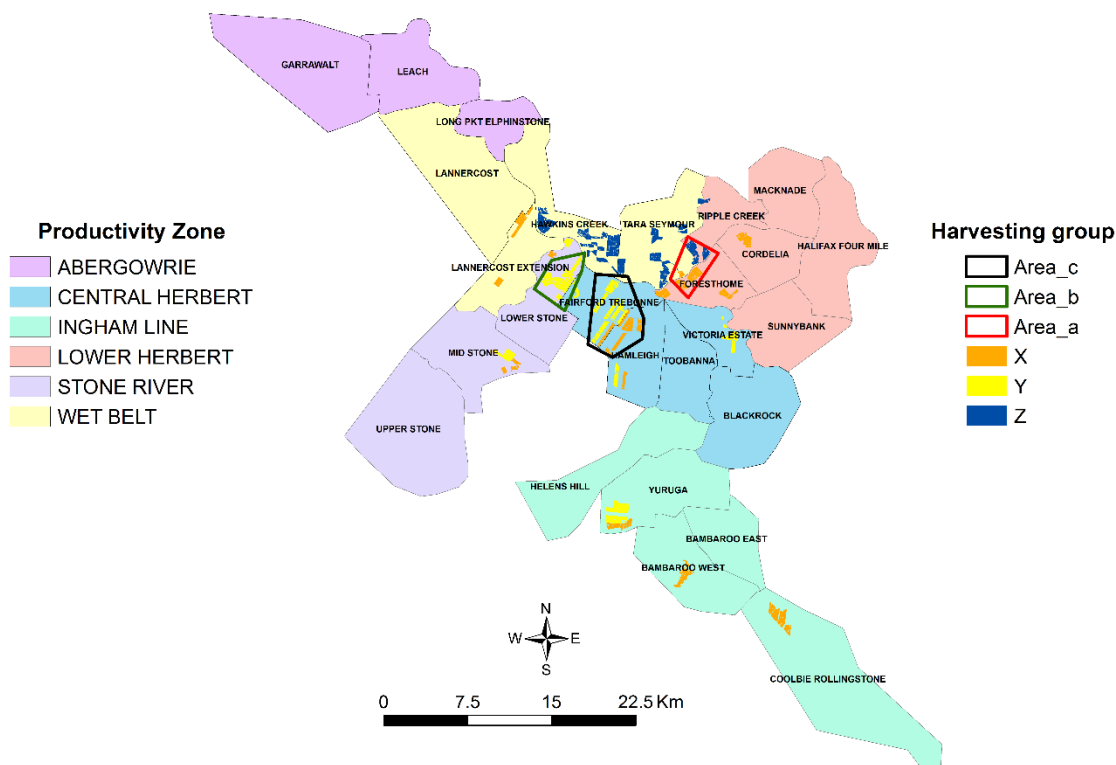 GARRAWALT
LEACH
LONG PKT ELPHINSTONE
LANNERCOST
MACKNADE
RIPPLE CREEK
HAWKINS CREEK
TARA SEYMOUR
HALIFAX FOUR MILE
CORDELIA
LANNERCOST EXTENSION
FORESTHOME
FAIRFORD TREBONNE
LOWER STONE
SUNNYBANK
VICTORIA ESTATE
MID STONE
HAMLEIGH
TOOBANNA
BLACKROCK
UPPER STONE
HELENS HILL
YURUGA
BAMBAROO EAST
BAMBAROO WEST
COOLBIE ROLLINGSTONE
Productivity Zone
ABERGOWRIE
CENTRAL HERBERT
INGHAM LINE
LOWER HERBERT
STONE RIVER
WET BELT
Harvesting group
Area_c
Area_b
Area_a
X
Y
Z
N
W E
S
0 7.5 15 22.5 Km